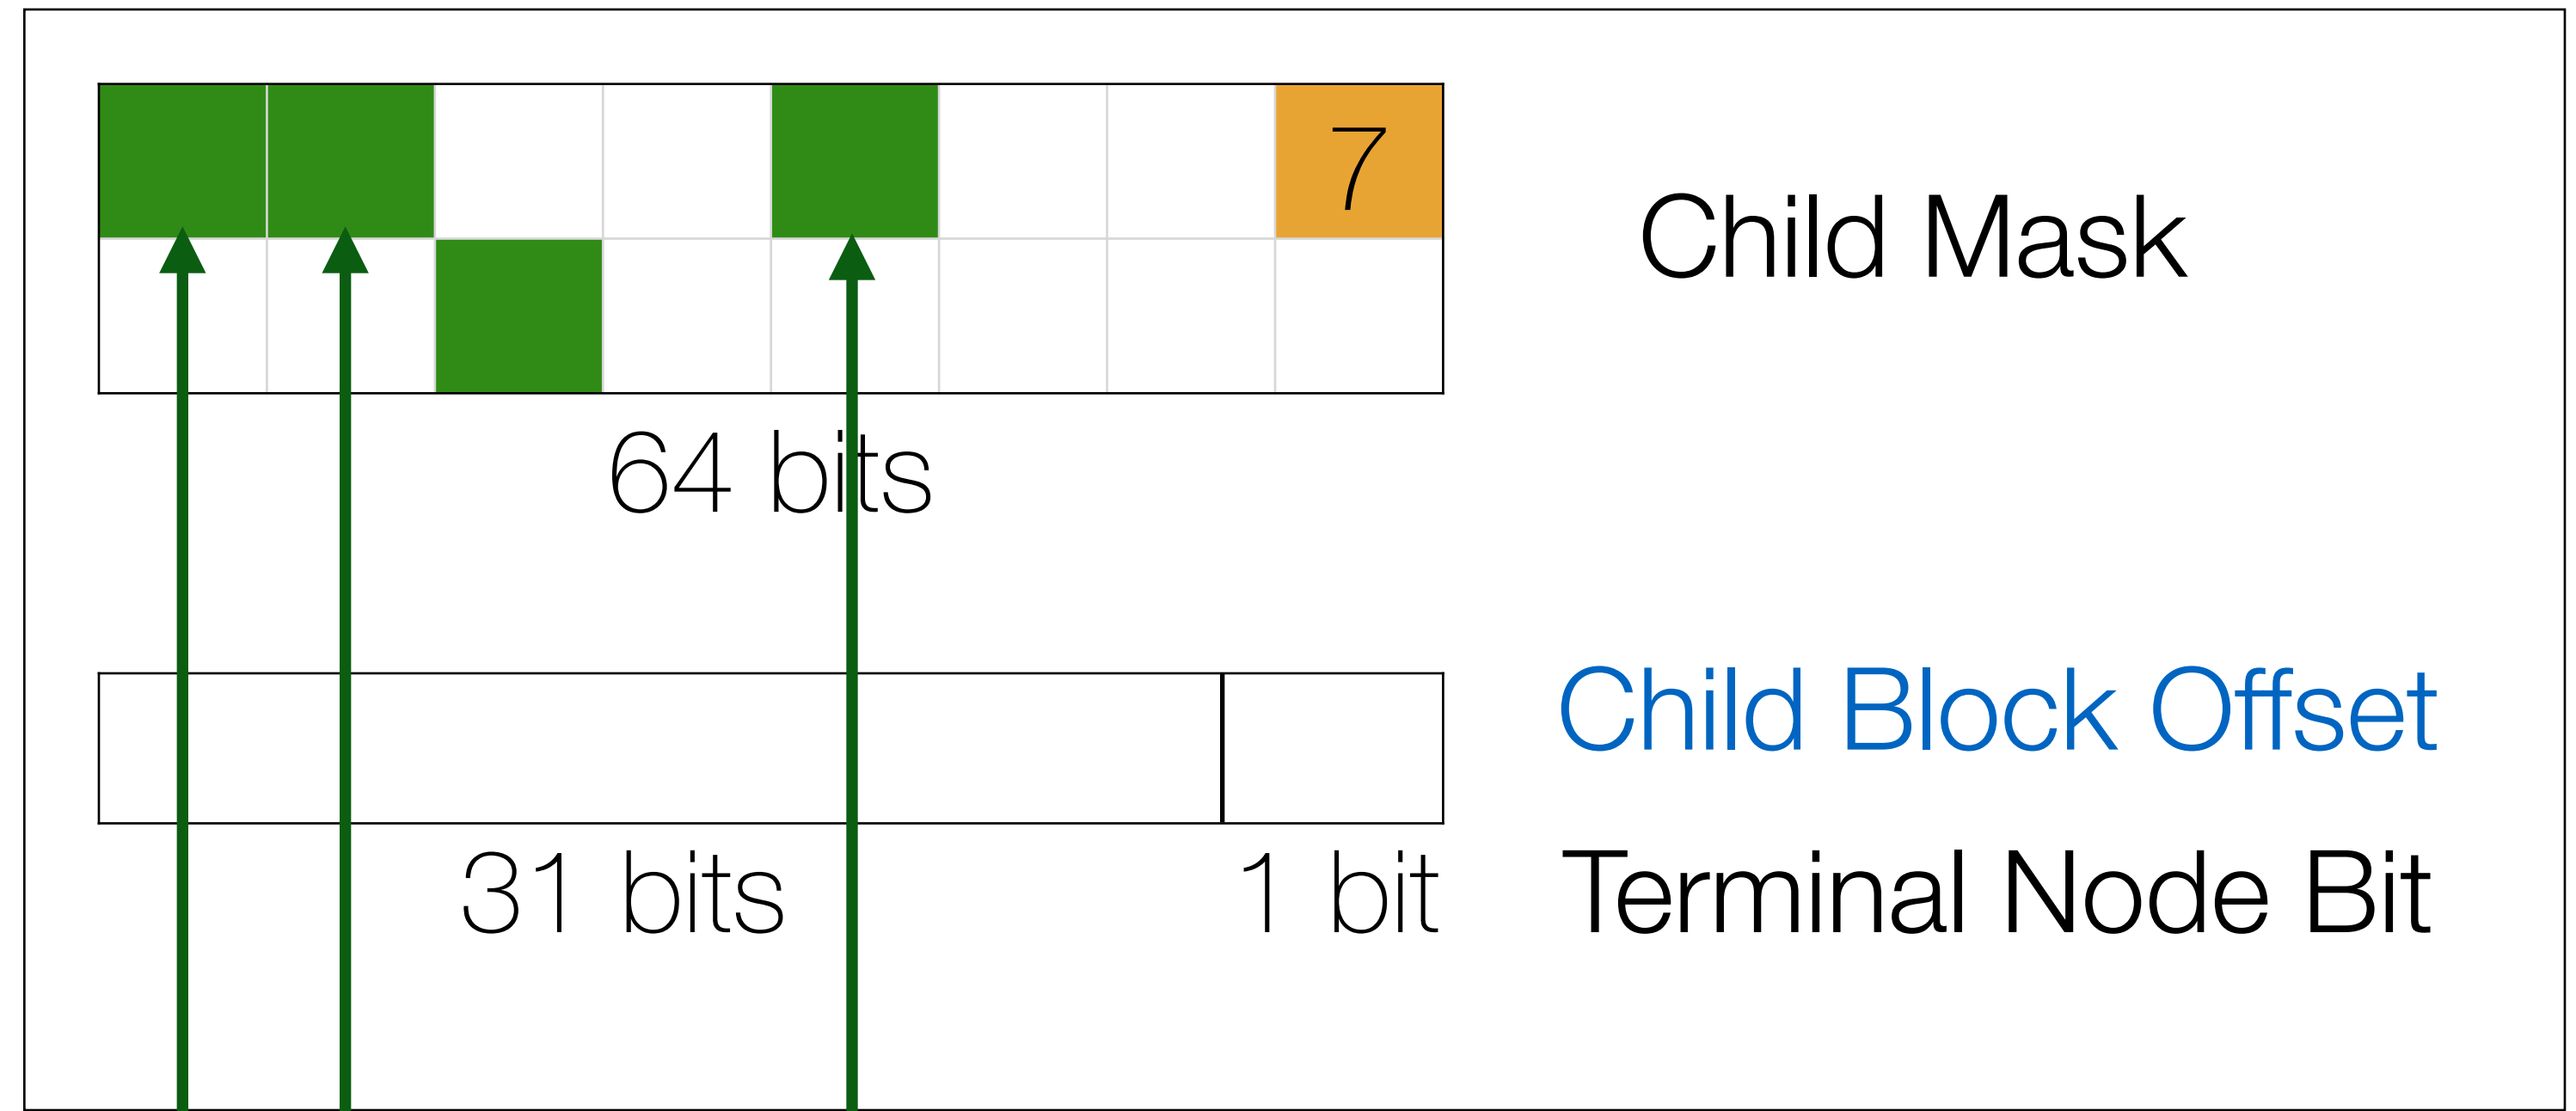 7
Child Mask
64 bits
Child Block Offset
31 bits
1 bit
Terminal Node Bit